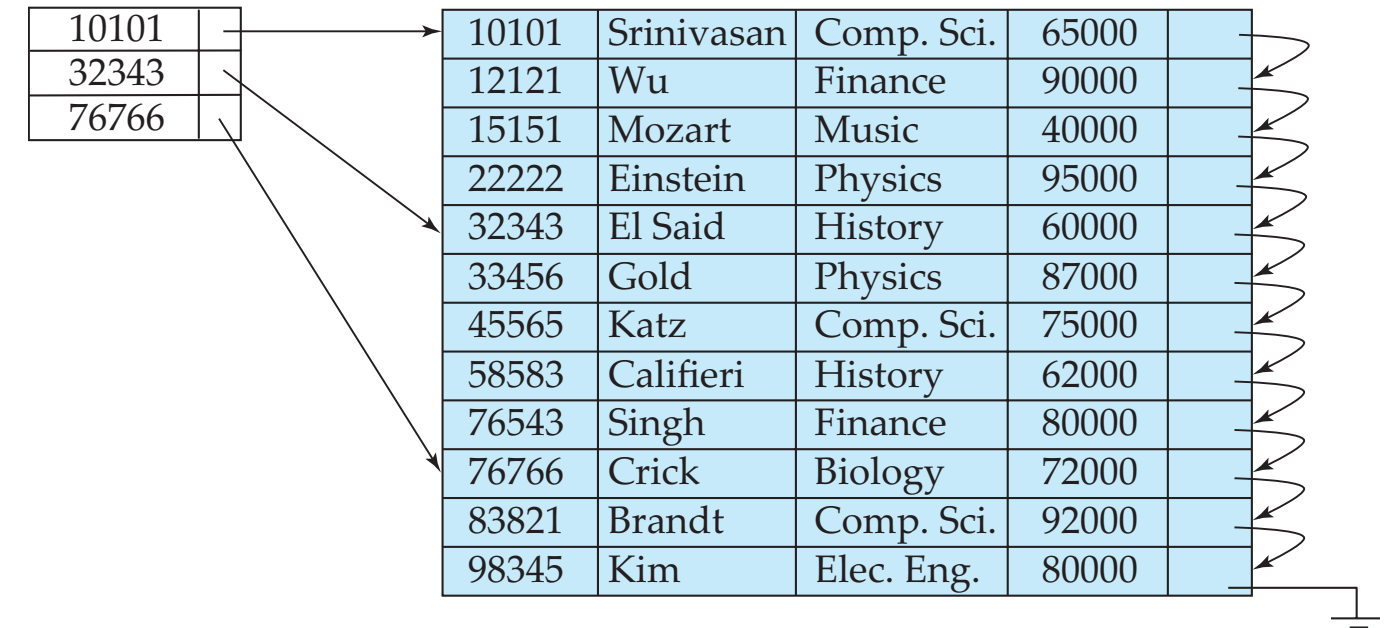 10101
32343
76766
10101 Srinivasan Comp. Sci. 65000
12121 Wu Finance 90000
15151 Mozart Music 40000
22222 Einstein Physics 95000
32343 El Said History 60000
33456 Gold Physics 87000
45565 Katz Comp. Sci. 75000
58583 Califieri History 62000
76543 Singh Finance 80000
76766 Crick Biology 72000
83821 Brandt Comp. Sci. 92000
98345 Kim Elec. Eng. 80000